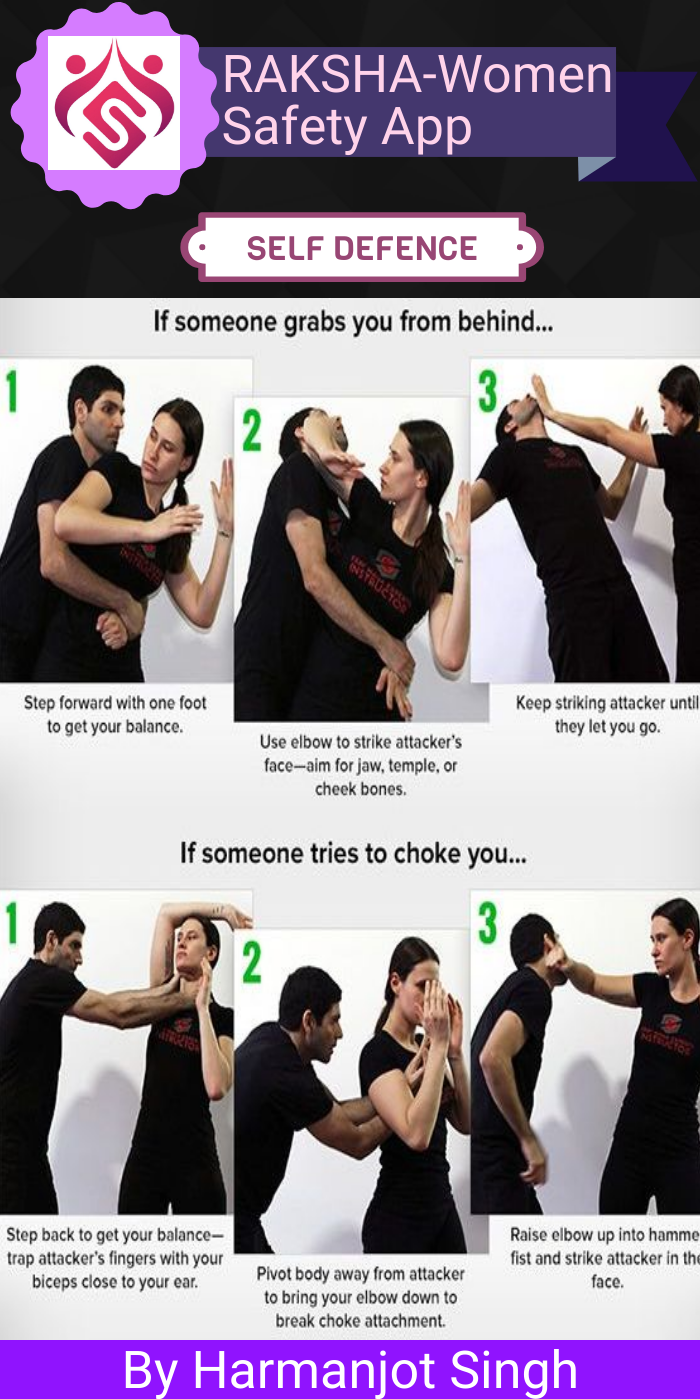 RAKSHA-Women
Safety App
SELF DEFENCE
If someone grabs you from behind...
1
2
3
Step forward with one foot
to get your balance.
Use elbow to strike attacker's
face—aim for jaw, temple, or
cheek bones.
Keep striking attacker until
they let you go.
If someone tries to choke you...
1
2
3
Step back to get your balance—
trap attacker's fingers with your
biceps close to your ear.
Pivot body away from attacker
to bring your elbow down to
break choke attachment.
Raise elbow up into hamme
fist and strike attacker in the
face.
By Harmanjot Singh